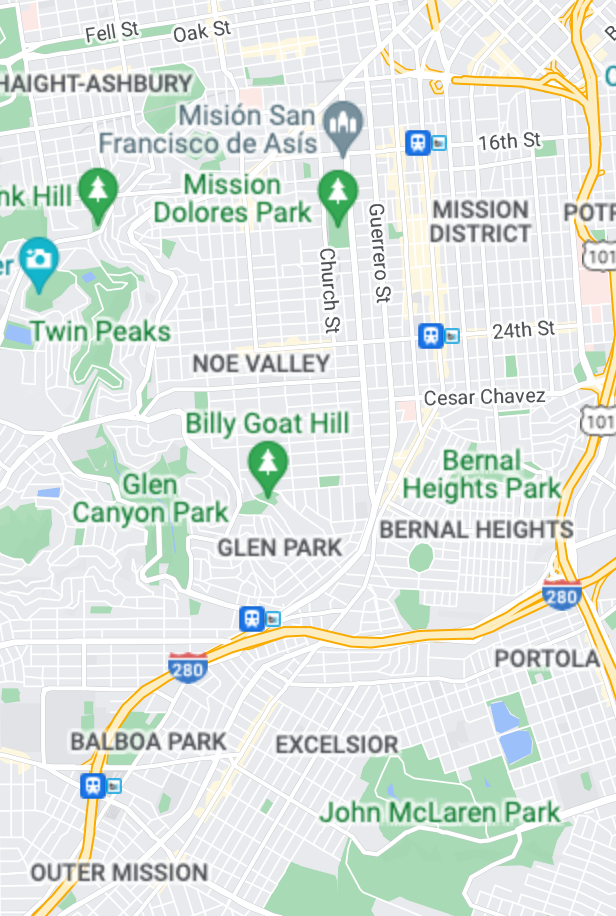 Fell St
Oak St
HAIGHT-ASHBURY
Misión San
Francisco de Asís
16th St
nk Hill
Mission
Dolores Park
MISSION
DISTRICT
POTR
Guerrero St
101
er
Church St
Twin Peaks
24th St
NOE VALLEY
Cesar Chavez
101
Billy Goat Hill
Bernal
Heights Park
Glen
Canyon Park
BERNAL HEIGHTS
GLEN PARK
280
280
PORTOLA
BALBOA PARK
EXCELSIOR
John McLaren Park
OUTER MISSION